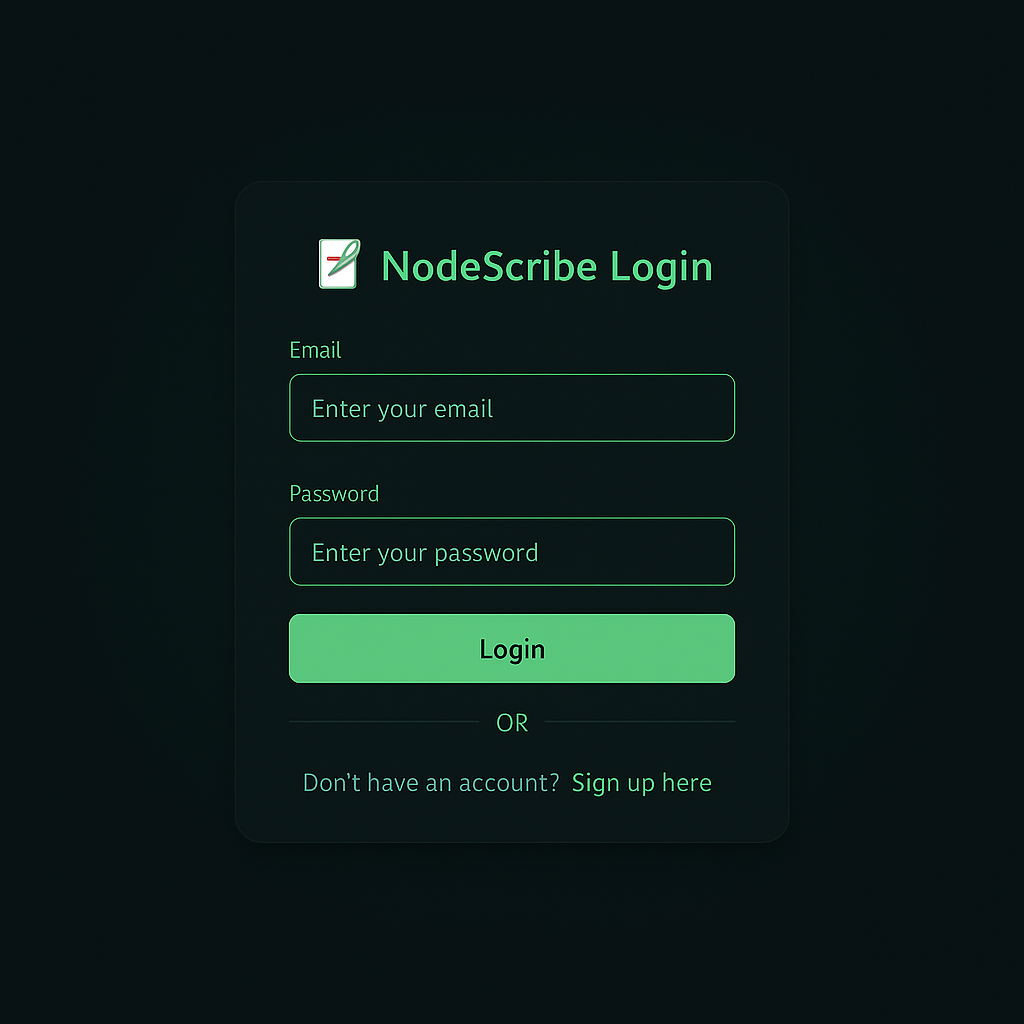 NodeScribe Login
Email
Enter your email
Password
Enter your password
Login
OR
Don't have an account? Sign up here